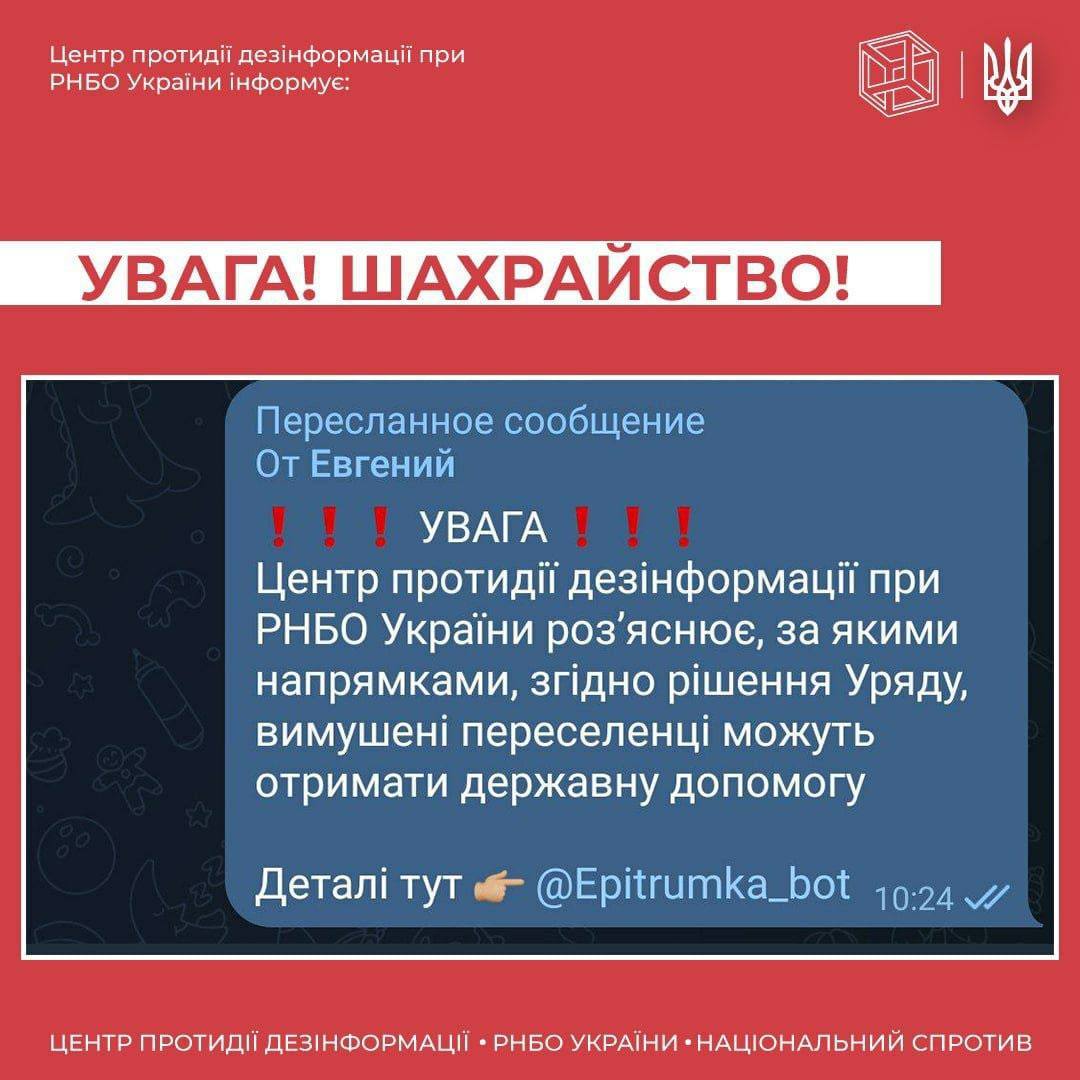 Центр протидії дезінформації при
РНБО України інформує:
УВАГА! ШАХРАЙСТВО!
Пересланное сообщение
От Евгений
❗❗❗ УВАГА ❗❗❗
Центр протидії дезінформації при
РНБО України роз’яснює, за якими
напрямками, згідно рішення Уряду,
вимушені переселенці можуть
отримати державну допомогу
Деталі тут 👉🏼 @Epitrumka_bot 10:24
ЦЕНТР ПРОТИДІЇ ДЕЗІНФОРМАЦІЇ • РНБО УКРАЇНИ • НАЦІОНАЛЬНИЙ СПРОТИВ